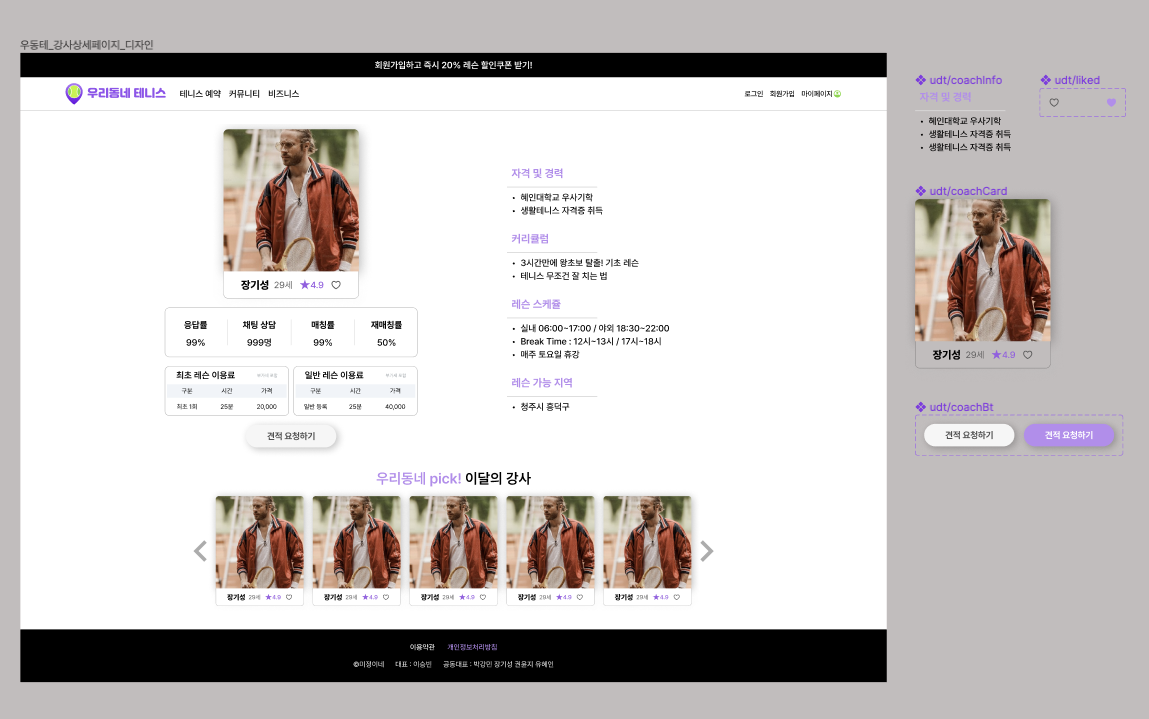 우동테_강사상세페이지_디자인
회원가입하고 즉시 20% 레슨 할인쿠폰 받기!
우리동네 테니스 테니스 예약 커뮤니티 비즈니스 로그인 회원가입 마이페이지
장기성 29세 ★4.9
응답률 채팅 상담 매칭률 재매칭률
99% 999명 99% 50%
최초 레슨 이용료
구분 시간 가격
최초 1회 25분 20,000
일반 레슨 이용료
구분 시간 가격
일반 등록 25분 40,000
견적 요청하기
자격 및 경력
• 혜인대학교 우사기학
• 생활테니스 자격증 취득
커리큘럼
• 3시간만에 왕초보 탈출! 기초 레슨
• 테니스 무조건 잘 치는 법
레슨 스케쥴
• 실내 06:00~17:00 / 야외 18:30~22:00
• Break Time : 12시~13시 / 17시~18시
• 매주 토요일 휴강
레슨 가능 지역
• 청주시 흥덕구
우리동네 pick! 이달의 강사
장기성 29세 ★4.9
장기성 29세 ★4.9
장기성 29세 ★4.9
장기성 29세 ★4.9
장기성 29세 ★4.9
이용약관 개인정보처리방침
©미정이네 대표 : 이승민 공동대표 : 박강민 장기성 권윤지 유혜인
udt/coachInfo
자격 및 경력
• 혜인대학교 우사기학
• 생활테니스 자격증 취득
• 생활테니스 자격증 취득
udt/liked
udt/coachCard
장기성 29세 ★4.9
udt/coachBt
견적 요청하기 견적 요청하기